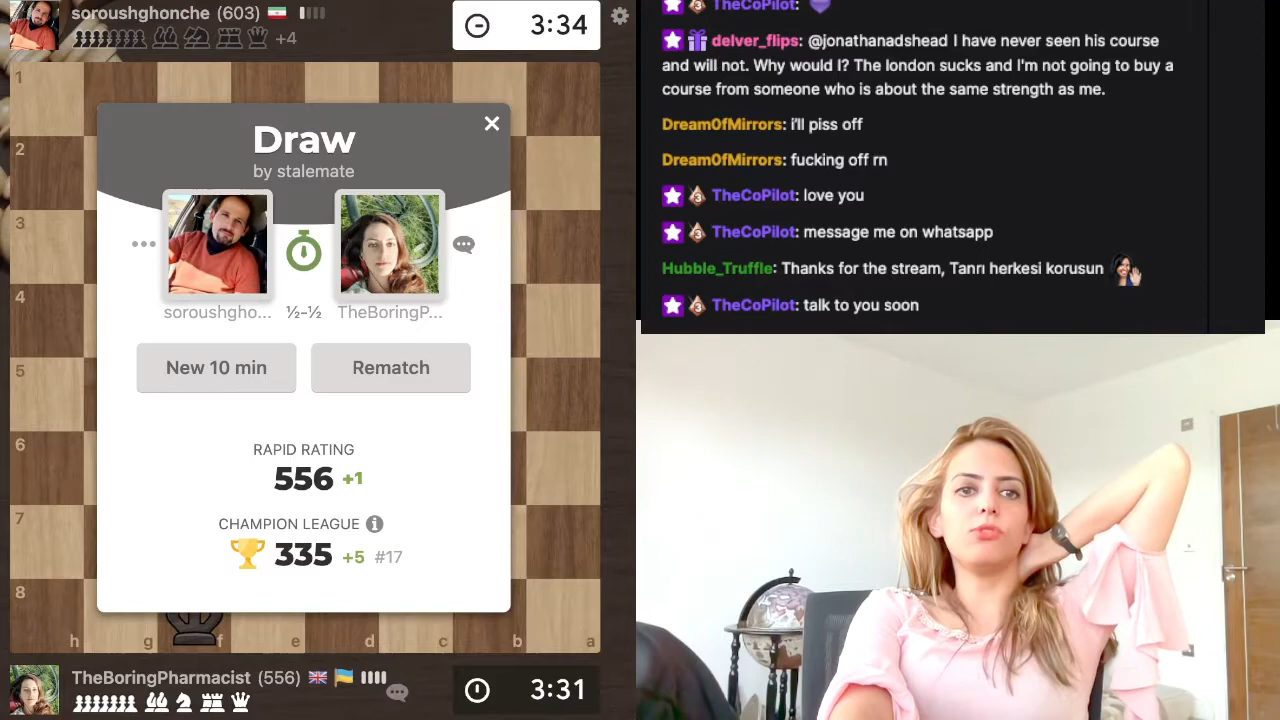 soroushghonche (603)
+4
3:34
1
2
3
4
5
6
7
8
h g f e d c b a
Draw
by stalemate
soroushgho... ½-½ TheBoringP...
New 10 min Rematch
RAPID RATING
556 +1
CHAMPION LEAGUE
335 +5 #17
TheBoringPharmacist (556)
3:31
TheCoPilot:
delver_flips: @jonathanadshead I have never seen his course
and will not. Why would I? The london sucks and I'm not going to buy a
course from someone who is about the same strength as me.
Dream0fMirrors: i'll piss off
Dream0fMirrors: fucking off rn
3 TheCoPilot: love you
3 TheCoPilot: message me on whatsapp
Hubble_Truffle: Thanks for the stream, Tanrı herkesi korusun
3 TheCoPilot: talk to you soon